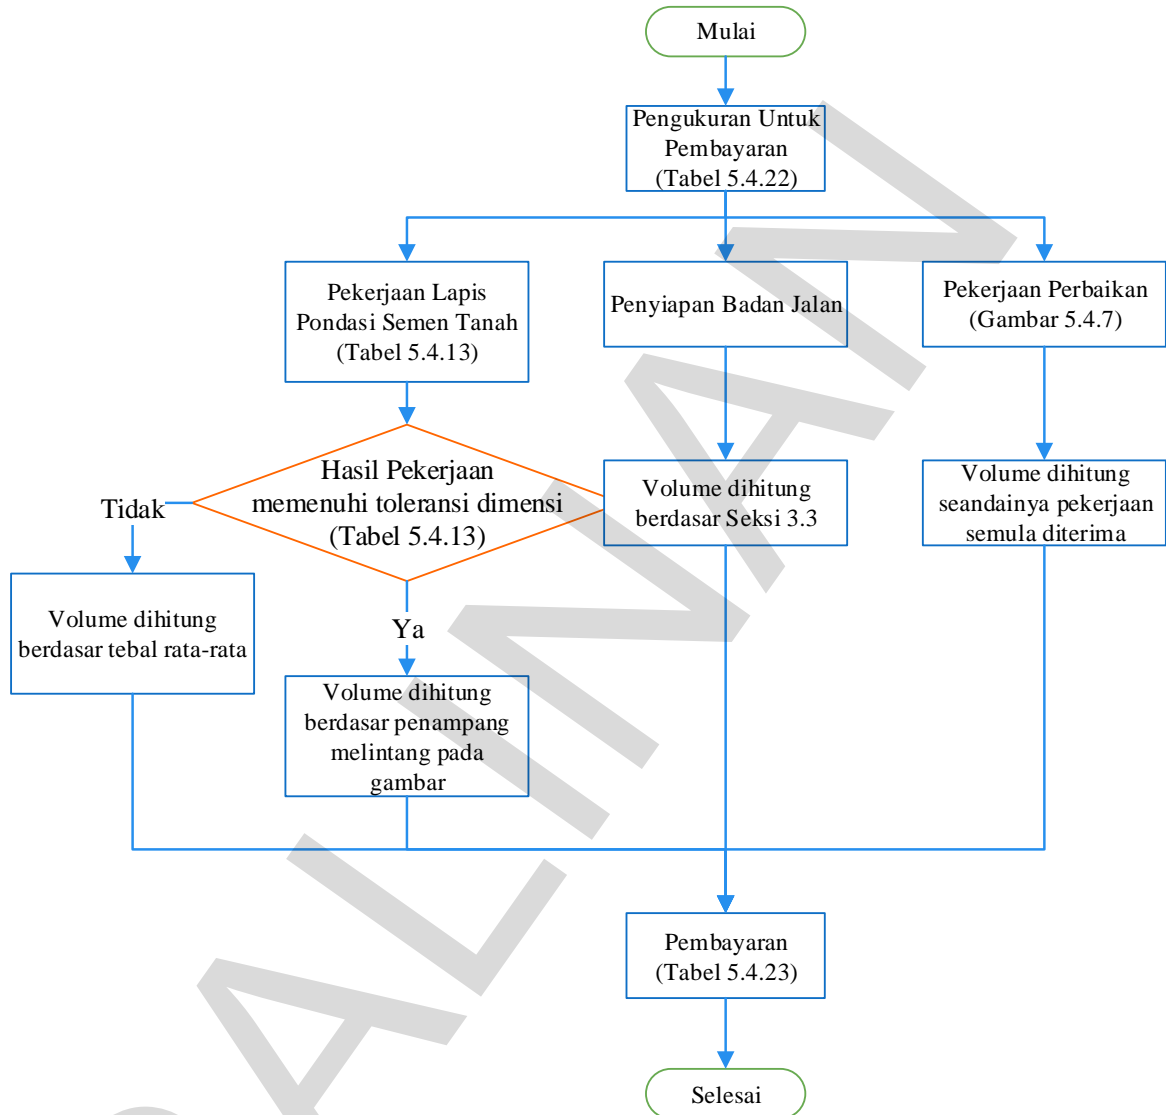 Mulai
Pengukuran Untuk
Pembayaran
(Tabel 5.4.22)
Pekerjaan Lapis
Pondasi Semen Tanah
(Tabel 5.4.13)
Penyiapan Badan Jalan
Pekerjaan Perbaikan
(Gambar 5.4.7)
Hasil Pekerjaan
memenuhi toleransi dimensi
(Tabel 5.4.13)
Volume dihitung
berdasar Seksi 3.3
Volume dihitung
seandainya pekerjaan
semula diterima
Tidak
Volume dihitung
berdasar tebal rata-rata
Ya
Volume dihitung
berdasar penampang
melintang pada
gambar
Pembayaran
(Tabel 5.4.23)
Selesai
SALINAN